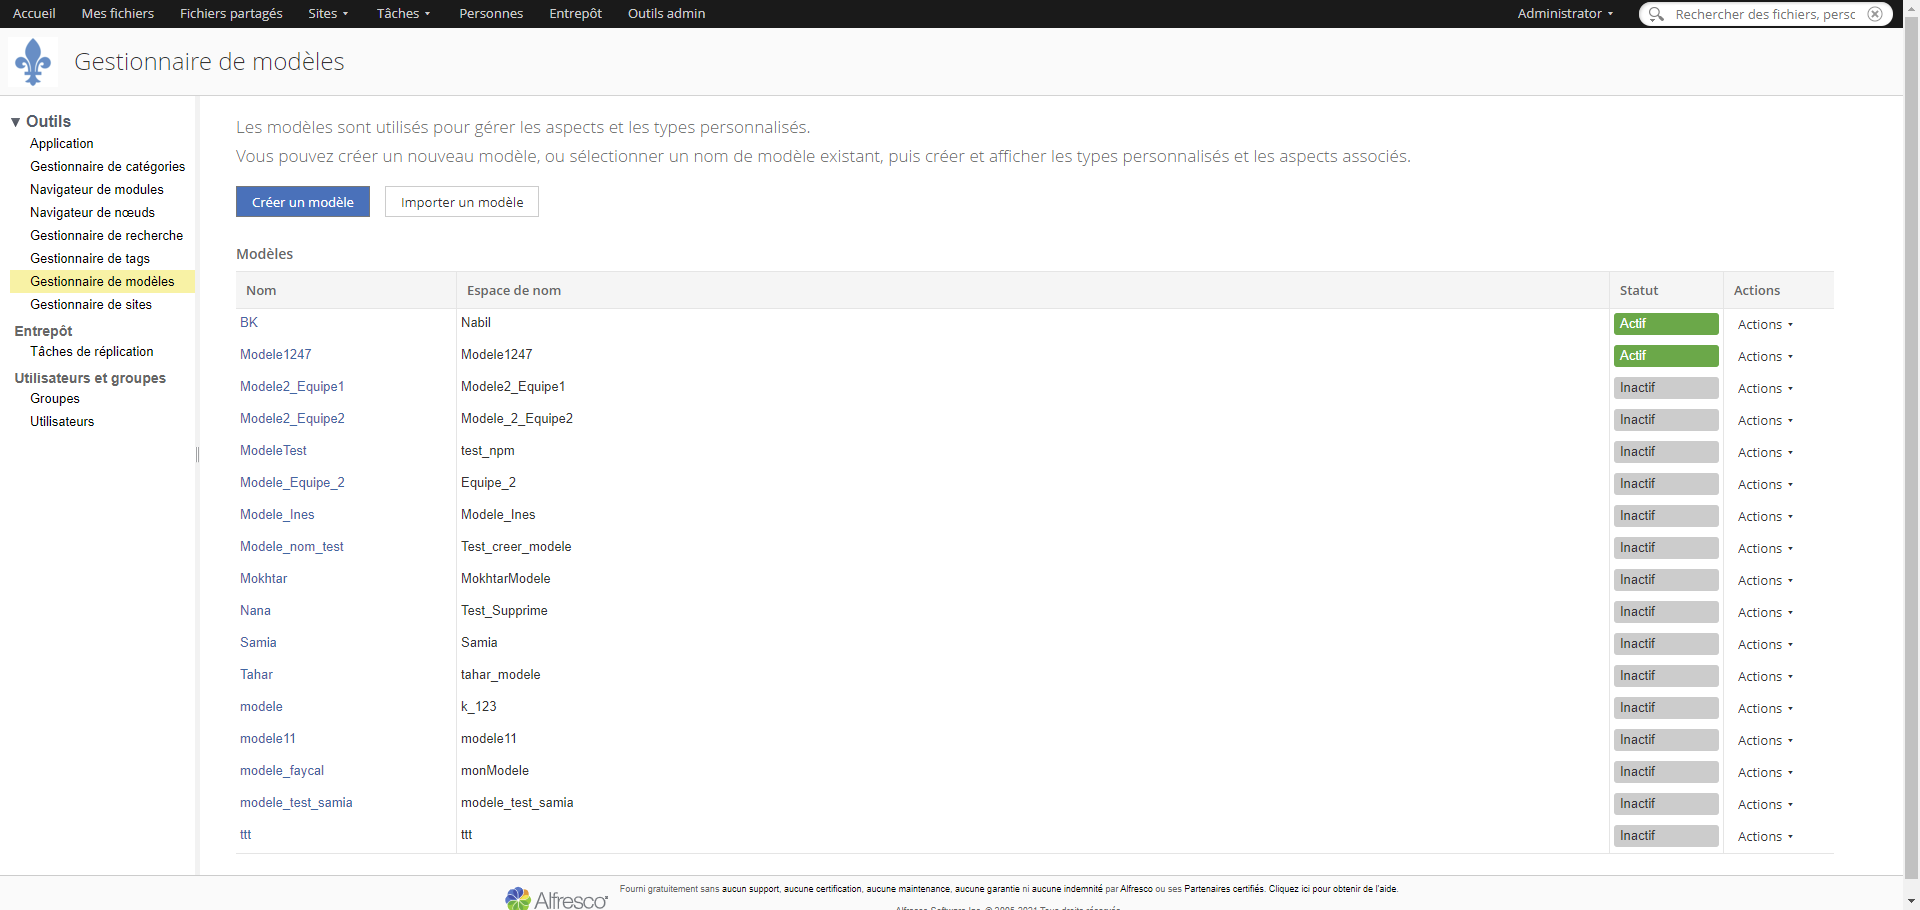 Accueil Mes fichiers Fichiers partagés Sites Tâches Personnes Entrepôt Outils admin Administrator Rechercher des fichiers, persc
Gestionnaire de modèles
Outils
Application
Gestionnaire de catégories
Navigateur de modules
Navigateur de nœuds
Gestionnaire de recherche
Gestionnaire de tags
Gestionnaire de modèles
Gestionnaire de sites
Entrepôt
Tâches de réplication
Utilisateurs et groupes
Groupes
Utilisateurs
Les modèles sont utilisés pour gérer les aspects et les types personnalisés.
Vous pouvez créer un nouveau modèle, ou sélectionner un nom de modèle existant, puis créer et afficher les types personnalisés et les aspects associés.
Créer un modèle Importer un modèle
Modèles
Nom Espace de nom Statut Actions
BK Nabil Actif Actions
Modele1247 Modele1247 Actif Actions
Modele2_Equipe1 Modele2_Equipe1 Inactif Actions
Modele2_Equipe2 Modele_2_Equipe2 Inactif Actions
ModeleTest test_npm Inactif Actions
Modele_Equipe_2 Equipe_2 Inactif Actions
Modele_Ines Modele_Ines Inactif Actions
Modele_nom_test Test_creer_modele Inactif Actions
Mokhtar MokhtarModele Inactif Actions
Nana Test_Supprime Inactif Actions
Samia Samia Inactif Actions
Tahar tahar_modele Inactif Actions
modele k_123 Inactif Actions
modele11 modele11 Inactif Actions
modele_faycal monModele Inactif Actions
modele_test_samia modele_test_samia Inactif Actions
ttt ttt Inactif Actions
Alfresco
Fourni gratuitement sans aucun support, aucune certification, aucune maintenance, aucune garantie ni aucune indemnité par Alfresco ou ses Partenaires certifiés. Cliquez ici pour obtenir de l'aide.
Alfresco Software Inc. © 2005-2021 Tous droits réservés.